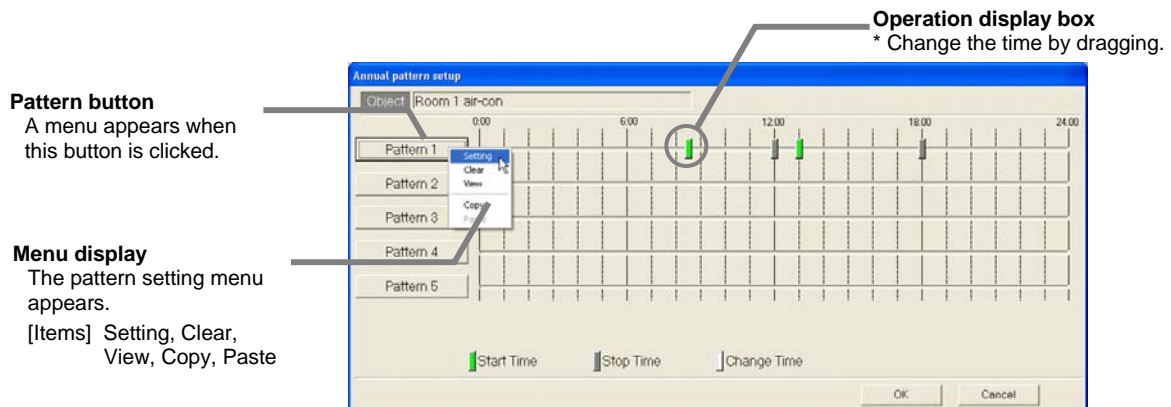 Operation display box
* Change the time by dragging.
Annual pattern setup
Pattern button
A menu appears when
this button is clicked.
Object Room 1 air-con
0:00 6:00 12:00 18:00 24:00
Pattern 1
Setting
Clear
View
Copy
Paste
Pattern 2
Pattern 3
Pattern 4
Pattern 5
Menu display
The pattern setting menu
appears.
[Items] Setting, Clear,
View, Copy, Paste
Start Time Stop Time Change Time
OK Cancel